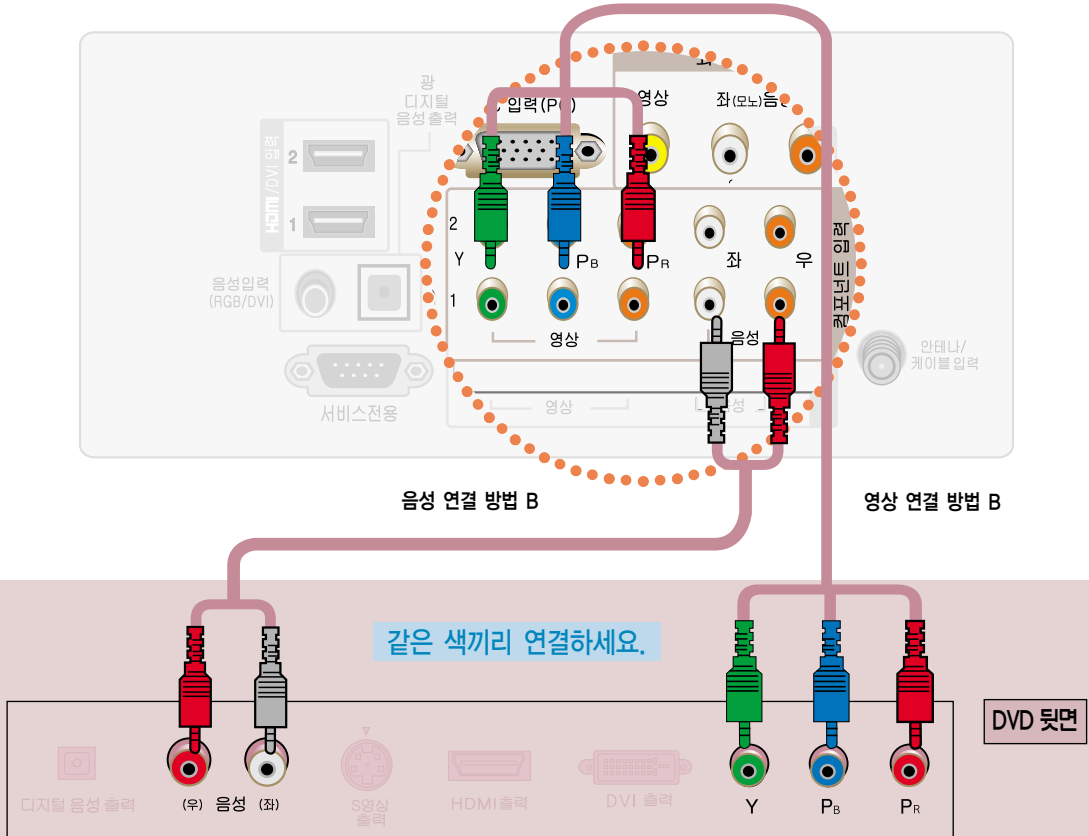 광
디지털
음성 출력
입력(PC)
영상
좌(모노)음성
HDMI/DVI 입력
2
1
음성입력
(RGB/DVI)
서비스전용
2
Y
PB
PR
좌
우
1
영상
음성
컴포넌트 입력
영상
음성
안테나/
케이블 입력
음성 연결 방법 B
영상 연결 방법 B
같은 색끼리 연결하세요.
DVD 뒷면
디지털 음성 출력
(우) 음성 (좌)
S영상
출력
HDMI출력
DVI 출력
Y
PB
PR